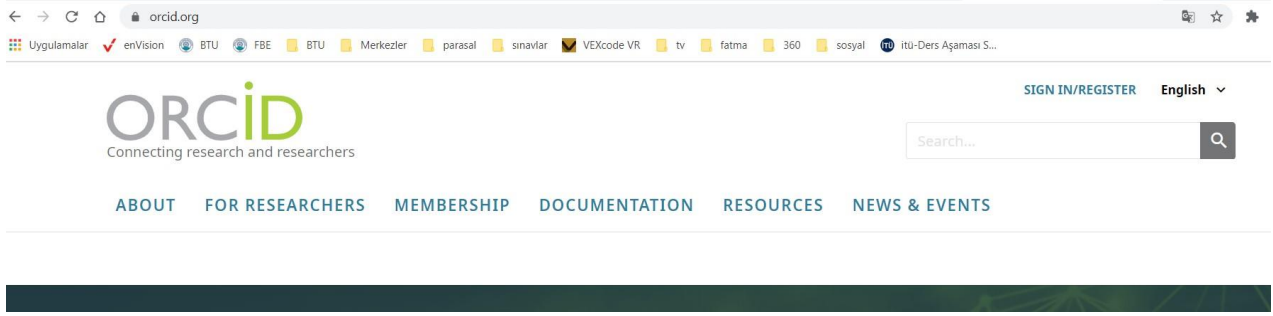 orcid.org
Uygulamalar enVision BTU FBE BTU Merkezler parasal sınavlar VEXcode VR tv fatma 360 sosyal itü-Ders Aşaması S...
SIGN IN/REGISTER English
ORCID
Connecting research and researchers
Search...
ABOUT FOR RESEARCHERS MEMBERSHIP DOCUMENTATION RESOURCES NEWS & EVENTS